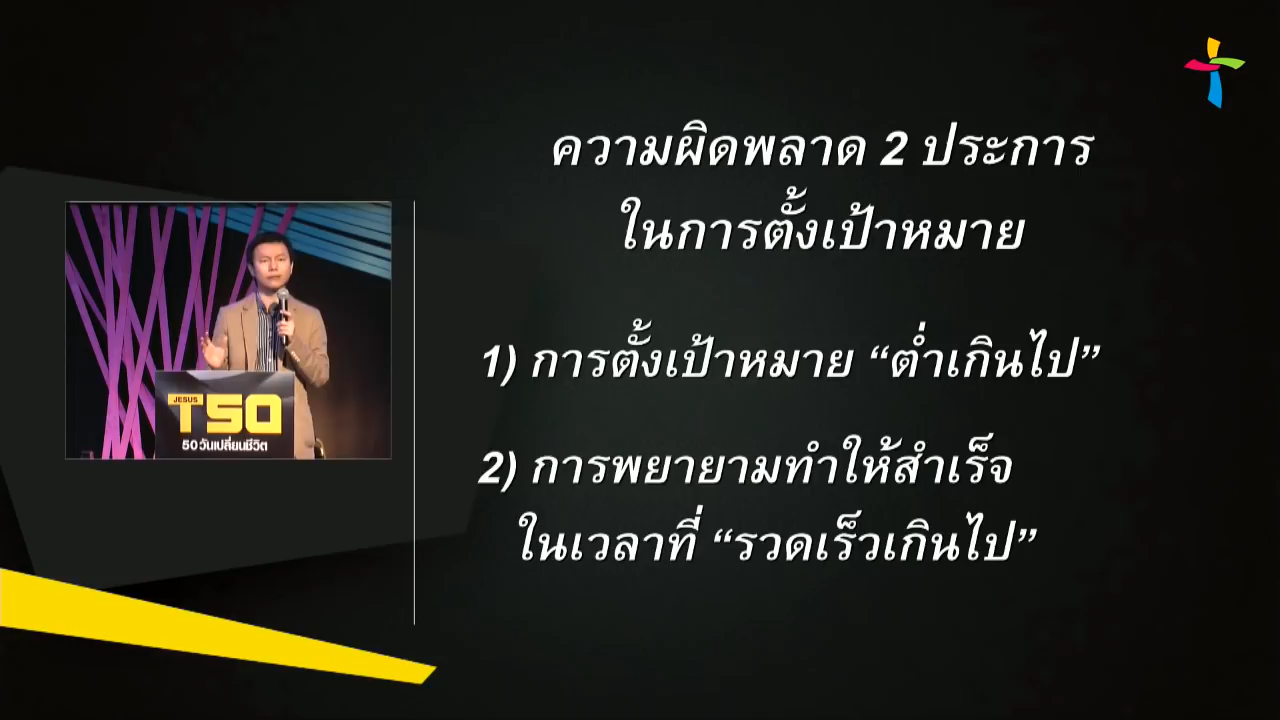 ความผิดพลาด 2 ประการ
ในการตั้งเป้าหมาย
1) การตั้งเป้าหมาย “ต่ำเกินไป”
2) การพยายามทำให้สำเร็จ
ในเวลาที่ “รวดเร็วเกินไป”
JESUS
T50
50 วันเปลี่ยนชีวิต